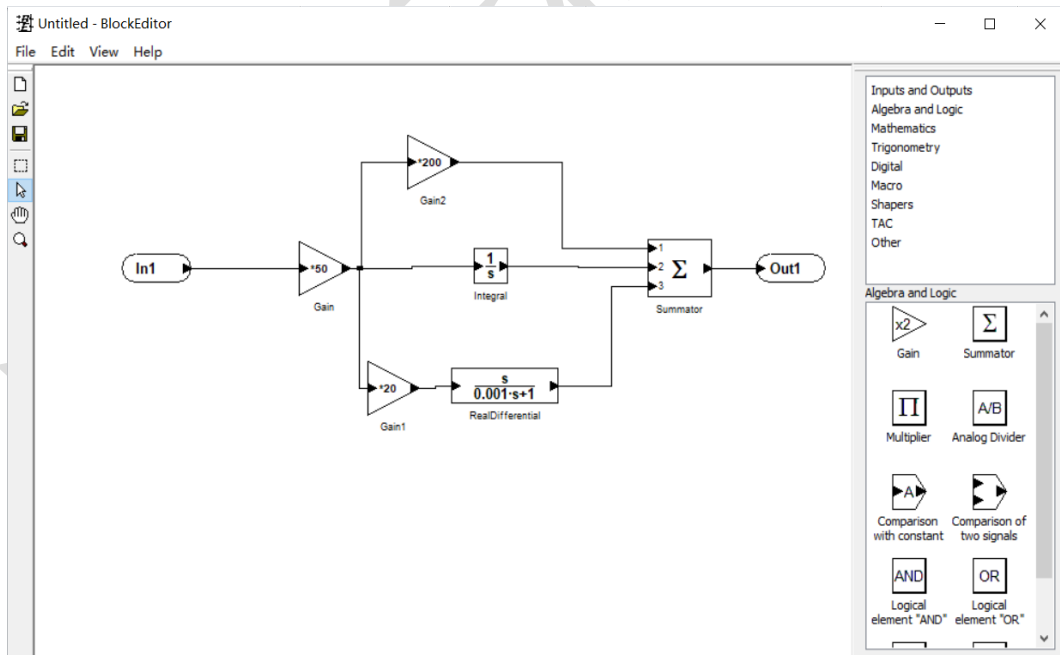 Untitled - BlockEditor
File Edit View Help
In1
*50
Gain
*200
Gain2
1
s
Integral
*20
Gain1
s
0.001·s+1
RealDifferential
1
2
3
Σ
Summator
Out1
Inputs and Outputs
Algebra and Logic
Mathematics
Trigonometry
Digital
Macro
Shapers
TAC
Other
Algebra and Logic
x2
Σ
Gain
Summator
Π
A/B
Multiplier
Analog Divider
A
Comparison
with constant
Comparison of
two signals
AND
OR
Logical
element "AND"
Logical
element "OR"